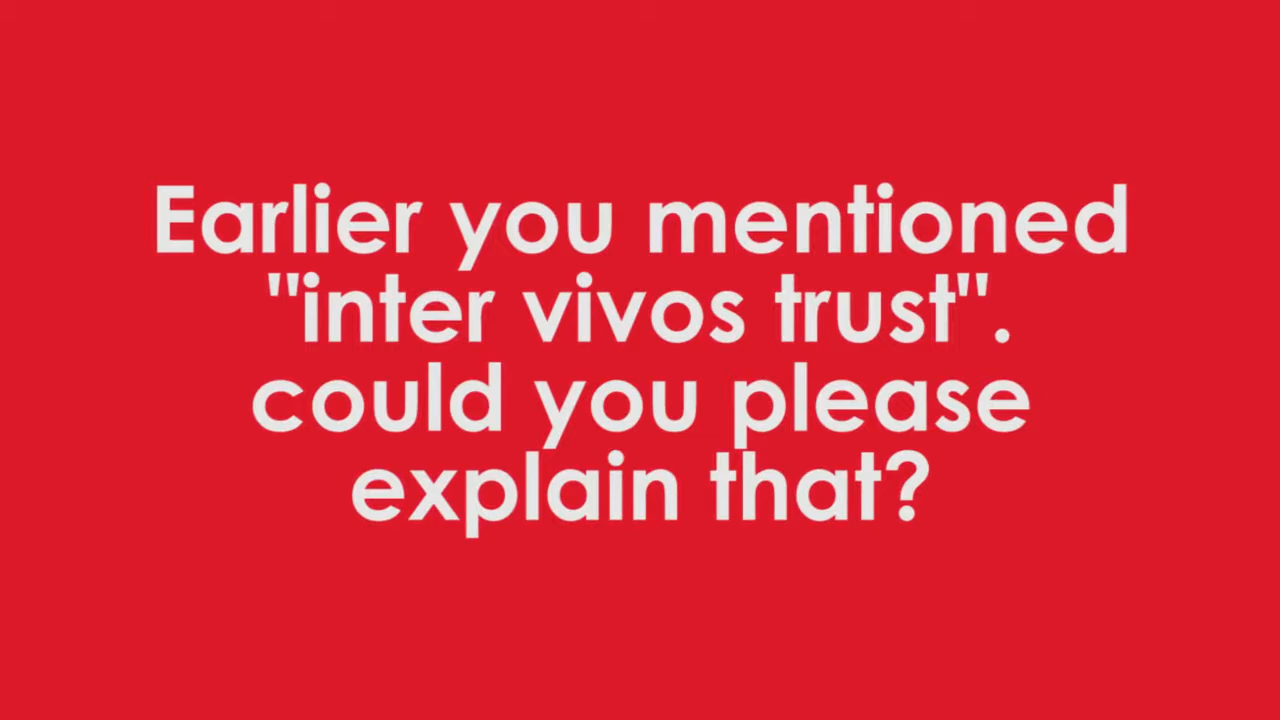 Earlier you mentioned
"inter vivos trust".
could you please
explain that?